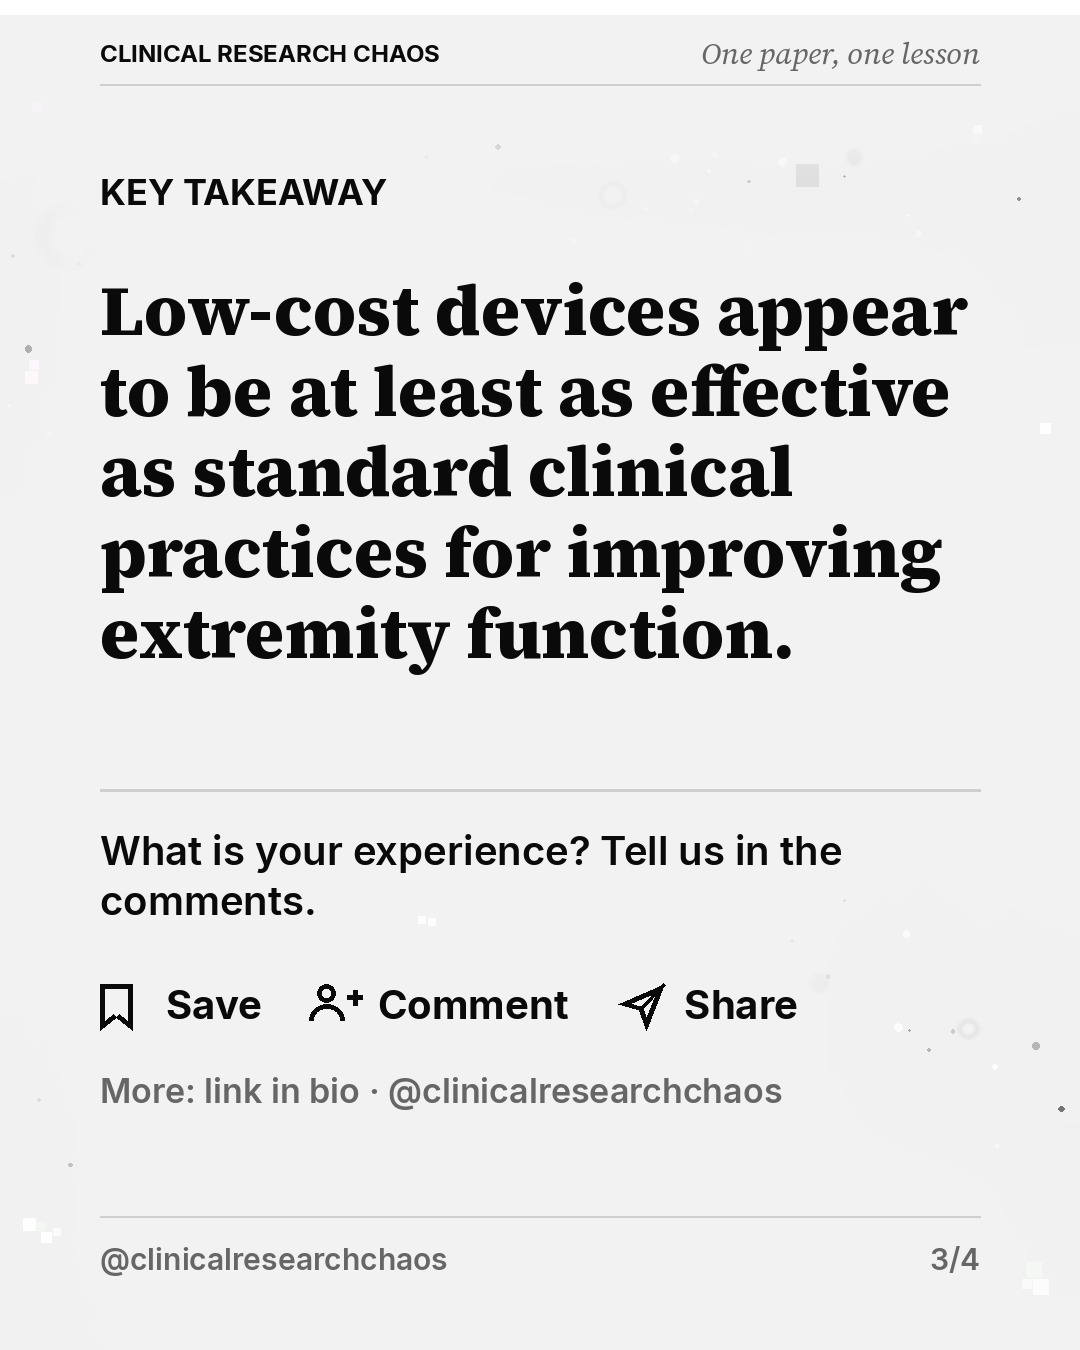 CLINICAL RESEARCH CHAOS
One paper, one lesson
KEY TAKEAWAY
Low-cost devices appear
to be at least as effective
as standard clinical
practices for improving
extremity function.
What is your experience? Tell us in the
comments.
Save Comment Share
More: link in bio · @clinicalresearchchaos
@clinicalresearchchaos
3/4